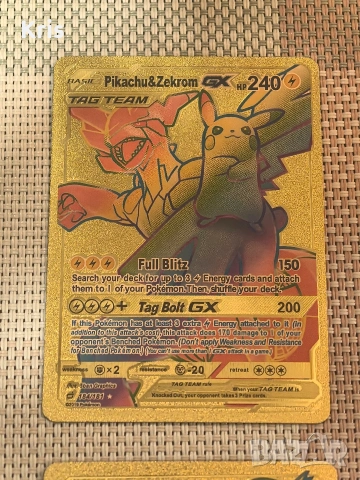 Kris
BASIC Pikachu&Zekrom GX HP 240
TAG TEAM
Full Blitz 150
Search your deck for up to 3 Energy cards and attach
them to 1 of your Pokémon. Then, shuffle your deck.
+ Tag Bolt GX 200
If this Pokémon has at least 3 extra Energy attached to it (in
addition to this attack's cost), this attack does 170 damage to 1 of your
opponent's Benched Pokémon. (Don't apply Weakness and Resistance
for Benched Pokémon.) (You can't use more than 1 GX attack in a game.)
weakness ×2 resistance -20 retreat
TAG TEAM rule When your TAG TEAM is
Knocked Out, your opponent takes 3 Prize cards.
184/181
bazar.bg